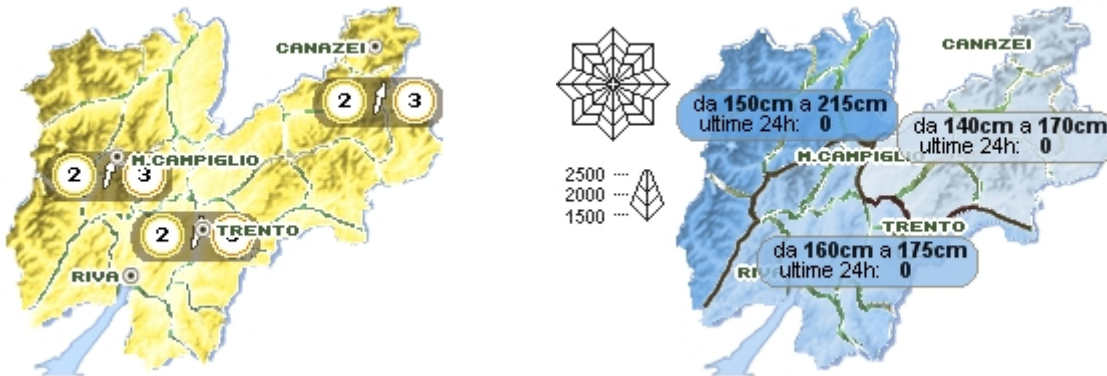 CANAZEI
2 3
M.CAMPIGLIO
2 3
TRENTO
2
RIVA
CANAZEI
da 150cm a 215cm
ultime 24h: 0
da 140cm a 170cm
ultime 24h: 0
2500
2000
1500
TRENTO
da 160cm a 175cm
ultime 24h: 0